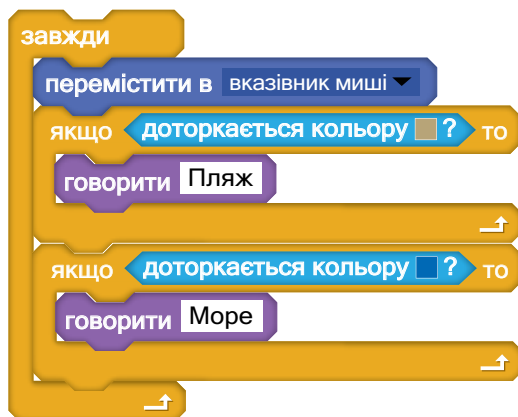 завжди
перемістити в вказівник миші
якщо доторкається кольору ? то
говорити Пляж
якщо доторкається кольору ? то
говорити Море